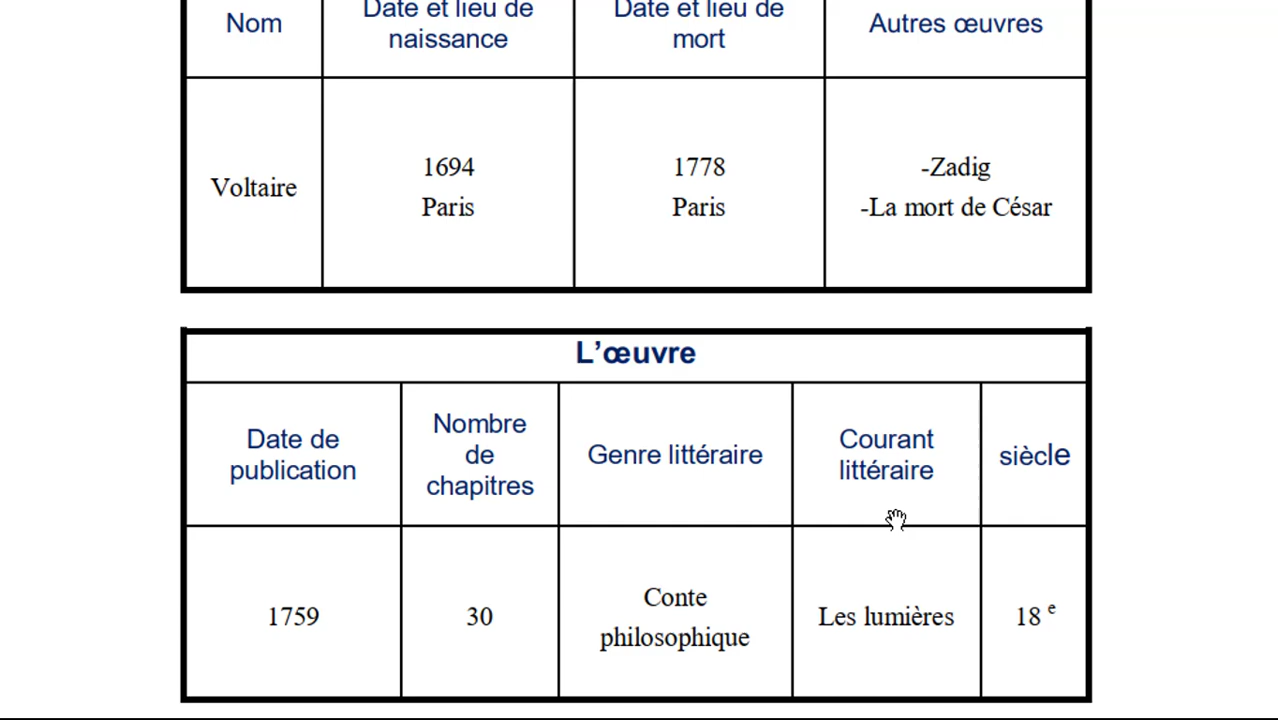 Nom
Date et lieu de
naissance
Date et lieu de
mort
Autres œuvres
Voltaire
1694
Paris
1778
Paris
-Zadig
-La mort de César
L’œuvre
Date de
publication
Nombre
de
chapitres
Genre littéraire
Courant
littéraire
siècle
1759
30
Conte
philosophique
Les lumières
18 e